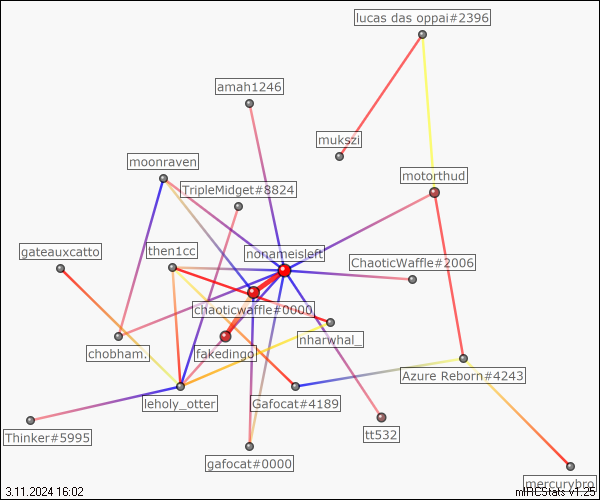 lucas das oppai#2396
amah1246
mukszi
moonraven
TripleMidget#8824
motorthud
gateauxcatto
then1cc
nonameisleft
ChaoticWaffle#2006
chaoticwaffle#0000
nharwhal_
chobham.
fakedingo
Azure Reborn#4243
leholy_otter
Gafocat#4189
Thinker#5995
tt532
gafocat#0000
mercurybro
3.11.2024 16:02
mIRCStats v1.25